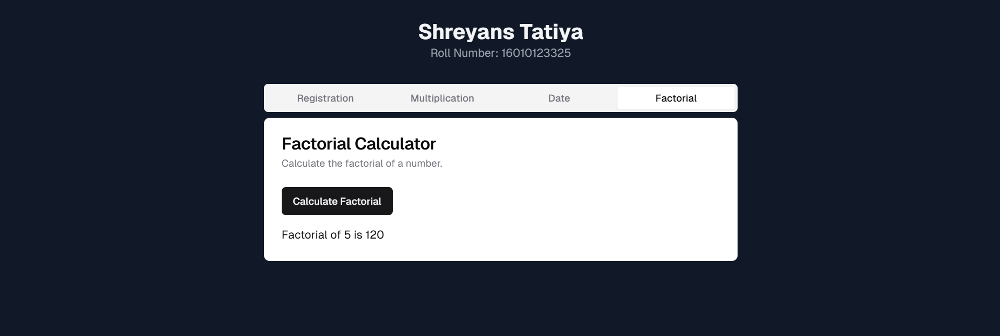 Shreyans Tatiya
Roll Number: 16010123325
Registration Multiplication Date Factorial
Factorial Calculator
Calculate the factorial of a number.
Calculate Factorial
Factorial of 5 is 120